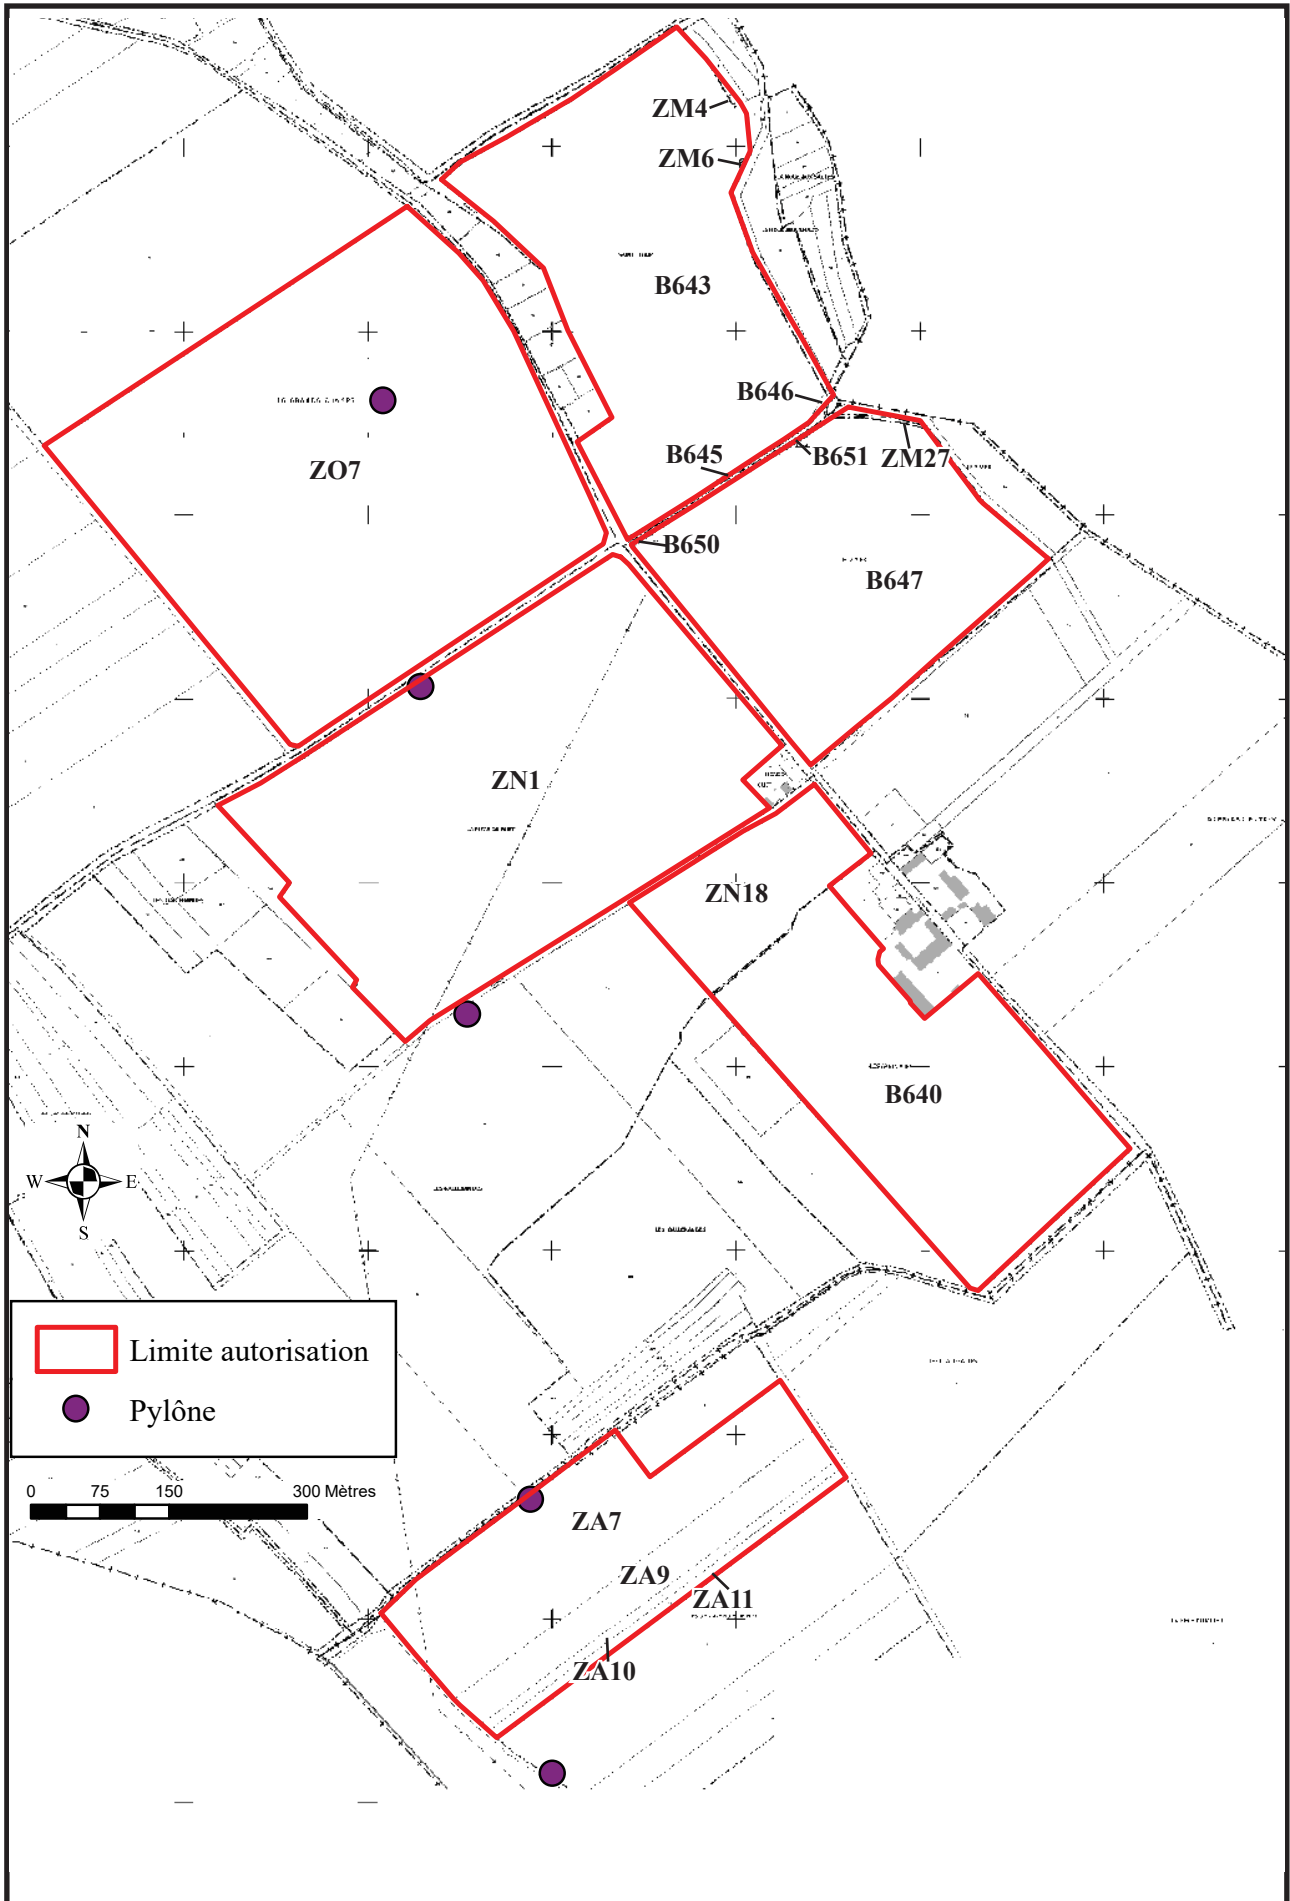 ZM4
ZM6
B643
B646
B645
B651
ZM27
ZO7
B650
B647
ZN1
ZN18
B640
N
W
E
S
Limite autorisation
Pylône
0 75 150 300 Mètres
ZA7
ZA9
ZA11
ZA10